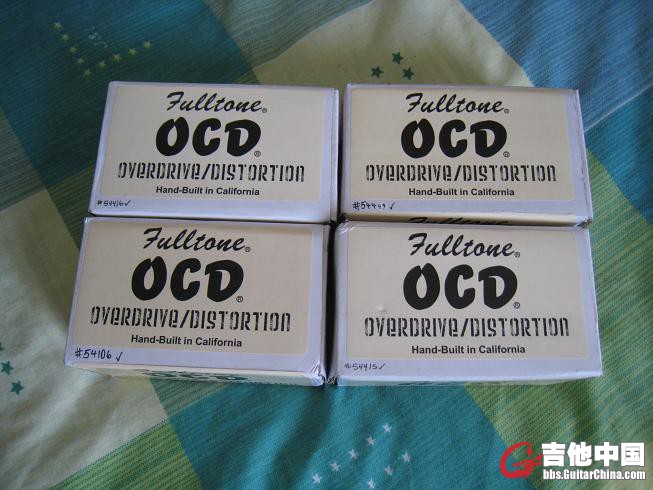 Fulltone®
OCD®
OVERDRIVE/DISTORTION
Hand-Built in California
#54416✓
Fulltone®
OCD®
OVERDRIVE/DISTORTION
Hand-Built in California
Fulltone®
OCD®
OVERDRIVE/DISTORTION
Hand-Built in California
#54106✓
Fulltone®
OCD®
OVERDRIVE/DISTORTION
Hand-Built in California
#54415✓
吉他中国
bbs.GuitarChina.com